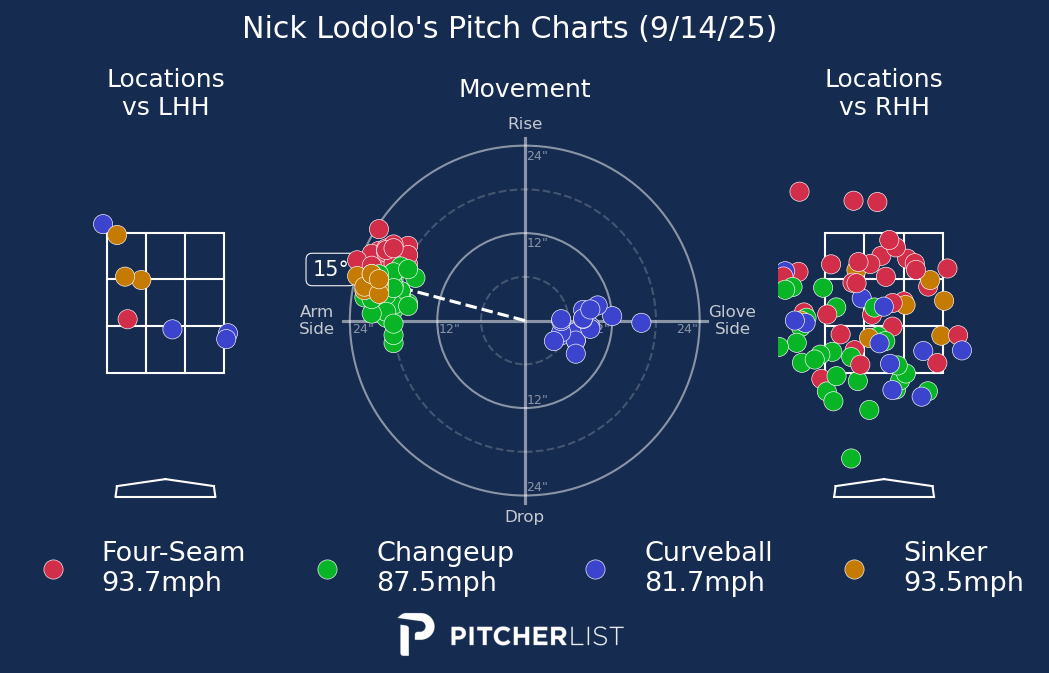 Nick Lodolo's Pitch Charts (9/14/25)
Locations
vs LHH
Movement
Locations
vs RHH
Rise
24"
12"
15°
Arm
Side
24"
12"
24"
Glove
Side
12"
24"
Drop
Four-Seam
93.7mph
Changeup
87.5mph
Curveball
81.7mph
Sinker
93.5mph
PITCHERLIST